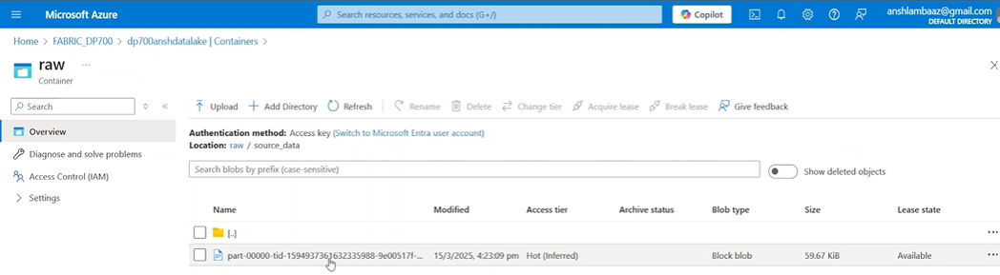 Microsoft Azure
Search resources, services, and docs (G+/)
Copilot
anshlambaaz@gmail.com
DEFAULT DIRECTORY
Home > FABRIC_DP700 > dp700anshdatalake | Containers >
raw ...
Container
Search
Upload Add Directory Refresh Rename Delete Change tier Acquire lease Break lease Give feedback
Overview
Diagnose and solve problems
Access Control (IAM)
Settings
Authentication method: Access key (Switch to Microsoft Entra user account)
Location: raw / source_data
Search blobs by prefix (case-sensitive)
Show deleted objects
Name Modified Access tier Archive status Blob type Size Lease state
[..]
part-00000-tid-1594937361632335988-9e00517f-... 15/3/2025, 4:23:09 pm Hot (Inferred) Block blob 59.67 KiB Available